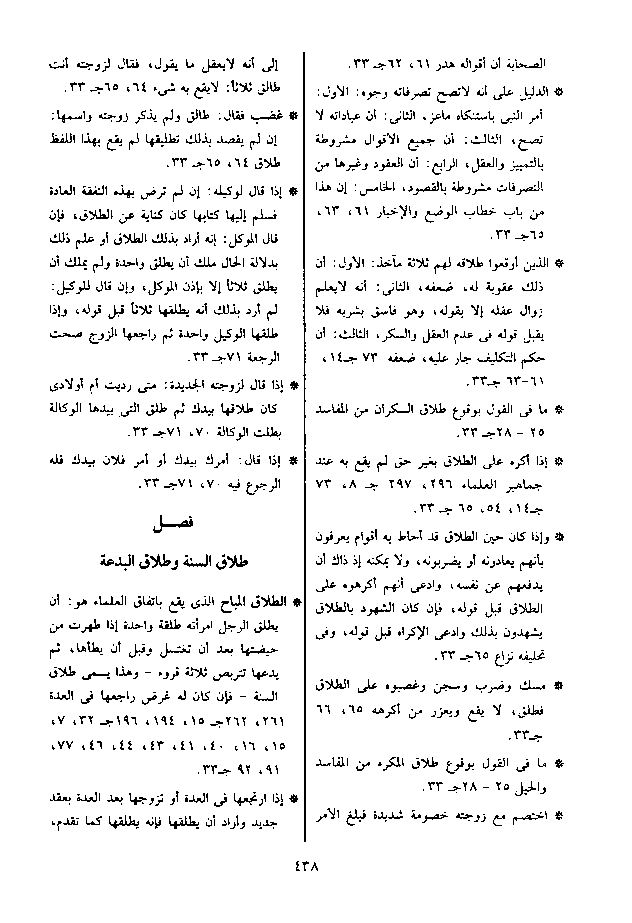 الصحابة أن أقواله هدر ٦١، ٦٢جـ ٣٣.
* الدليل على أنه لاتصح تصرفاته وجوه: الأول:
أمر النبى باستنكاه ماعز، الثانى: أن عباداته لا
تصح، الثالث: أن جميع الأقوال مشروطة
بالتمييز والعقل، الرابع: أن العقود وغيرها من
التصرفات مشروطة بالقصود، الخامس: إن هذا
من باب خطاب الوضع والإخبار ٦١، ٦٣،
٦٥جـ ٣٣.
* الذين أوقعوا طلاقه لهم ثلاثة مآخذ: الأول: أن
ذلك عقوبة له، ضعفه، الثانى: أنه لايعلم
زوال عقله إلا بقوله، وهو فاسق بشربه فلا
يقبل قوله فى عدم العقل والسكر، الثالث: أن
حكم التكليف جار عليه، ضعفه ٧٣ جـ١٤،
٦١-٦٣ جـ٣٣.
* ما فى القول بوقوع طلاق السكران من المفاسد
٢٥ - ٢٨جـ ٣٣.
* إذا أكره على الطلاق بغير حق لم يقع به عند
جماهير العلماء ٢٩٦، ٢٩٧ جـ ٨، ٧٣
جـ١٤، ٥٤، ٦٥ جـ ٣٣.
* وإذا كان حين الطلاق قد أحاط به أقوام يعرفون
بأنهم يعادونه أو يضربونه، ولا يمكنه إذ ذاك أن
يدفعهم عن نفسه، وادعى أنهم أكرهوه على
الطلاق قبل قوله، فإن كان الشهود بالطلاق
يشهدون بذلك وادعى الإكراه قبل قوله، وفى
تحليفه نزاع ٦٥جـ ٣٣.
* مسك وضرب وسجن وغصبوه على الطلاق
فطلق، لا يقع ويعزر من أكرهه ٦٥، ٦٦
جـ٣٣.
* ما فى القول بوقوع طلاق المكره من المفاسد
والحيل ٢٥ - ٢٨جـ ٣٣.
* اختصم مع زوجته خصومة شديدة فبلغ الأمر
إلى أنه لايعقل ما يقول، فقال لزوجته أنت
طالق ثلاثاً: لايقع به شىء ٦٤، ٦٥جـ ٣٣.
* غضب فقال: طالق ولم يذكر زوجته واسمها:
إن لم يقصد بذلك تطليقها لم يقع بهذا اللفظ
طلاق ٦٤، ٦٥جـ ٣٣.
* إذا قال لوكيله: إن لم ترض بهذه النفقة العادة
فسلم إليها كتابها كان كناية عن الطلاق، فإن
قال الموكل: إنه أراد بذلك الطلاق أو علم ذلك
بدلالة الحال ملك أن يطلق واحدة ولم يملك أن
يطلق ثلاثاً إلا بإذن الموكل، وإن قال للوكيل:
لم أرد بذلك أنه يطلقها ثلاثاً قبل قوله، وإذا
طلقها الوكيل واحدة ثم راجعها الزوج صحت
الرجعة ٧١جـ ٣٣.
* إذا قال لزوجته الجديدة: متى رديت أم أولادى
كان طلاقها بيدك ثم طلق التى بيدها الوكالة
بطلت الوكالة ٧٠، ٧١جـ ٣٣.
* إذا قال: أمرك بيدك أو أمر فلان بيدك فله
الرجوع فيه ٧٠، ٧١جـ ٣٣.
فصـل
طلاق السنة وطلاق البدعة
* الطلاق المباح الذى يقع باتفاق العلماء هو: أن
يطلق الرجل امرأته طلقة واحدة إذا طهرت من
حيضتها بعد أن تغتسل وقبل أن يطأها، ثم
يدعها تتربص ثلاثة قروء - وهذا يسمى طلاق
السنة - فإن كان له غرض راجعها فى العدة
٢٦١، ٢٦٢جـ ١٥، ١٩٤، ١٩٦جـ ٣٢، ٧،
١٥، ١٦، ٤٠، ٤١، ٤٣، ٤٤، ٤٦، ٧٧،
٩١، ٩٢ جـ٣٣.
* إذا ارتجعها فى العدة أو تزوجها بعد العدة بعقد
جديد وأراد أن يطلقها فإنه يطلقها كما تقدم،
٤٣٨